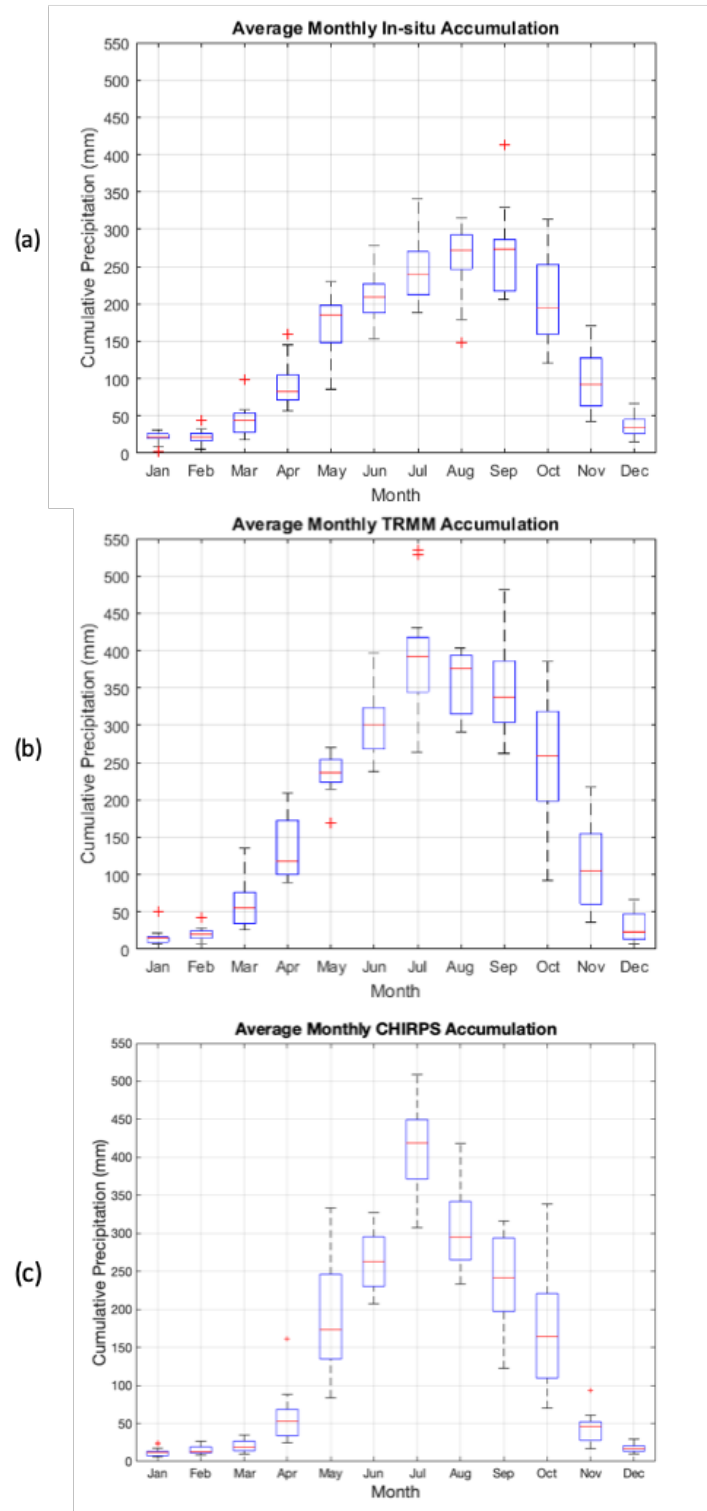 Average Monthly In-situ Accumulation
550
500
450
400
350
300
250
200
150
100
50
0
Cumulative Precipitation (mm)
(a)
Jan Feb Mar Apr May Jun Jul Aug Sep Oct Nov Dec
Month
Average Monthly TRMM Accumulation
550
500
450
400
350
300
250
200
150
100
50
0
Cumulative Precipitation (mm)
(b)
Jan Feb Mar Apr May Jun Jul Aug Sep Oct Nov Dec
Month
Average Monthly CHIRPS Accumulation
550
500
450
400
350
300
250
200
150
100
50
0
Cumulative Precipitation (mm)
(c)
Jan Feb Mar Apr May Jun Jul Aug Sep Oct Nov Dec
Month